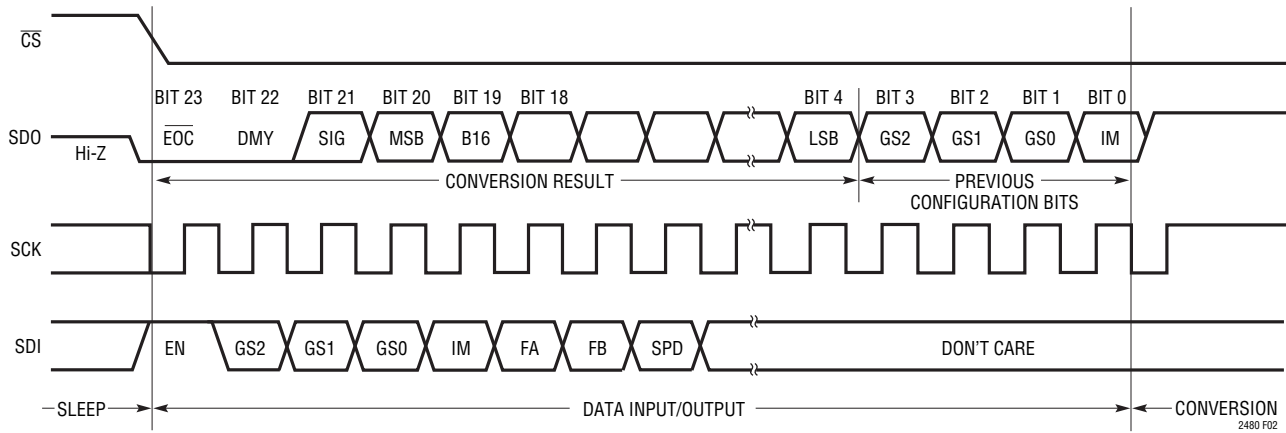 CS
BIT 23 BIT 22 BIT 21 BIT 20 BIT 19 BIT 18 BIT 4 BIT 3 BIT 2 BIT 1 BIT 0
SDO EOC DMY SIG MSB B16 LSB GS2 GS1 GS0 IM
Hi-Z
CONVERSION RESULT PREVIOUS
CONFIGURATION BITS
SCK
SDI EN GS2 GS1 GS0 IM FA FB SPD DON'T CARE
SLEEP DATA INPUT/OUTPUT CONVERSION
2480 F02